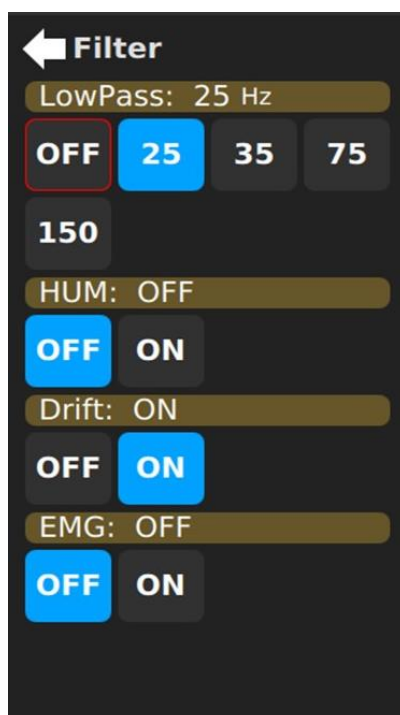 Filter
LowPass: 25 Hz
OFF 25 35 75
150
HUM: OFF
OFF ON
Drift: ON
OFF ON
EMG: OFF
OFF ON